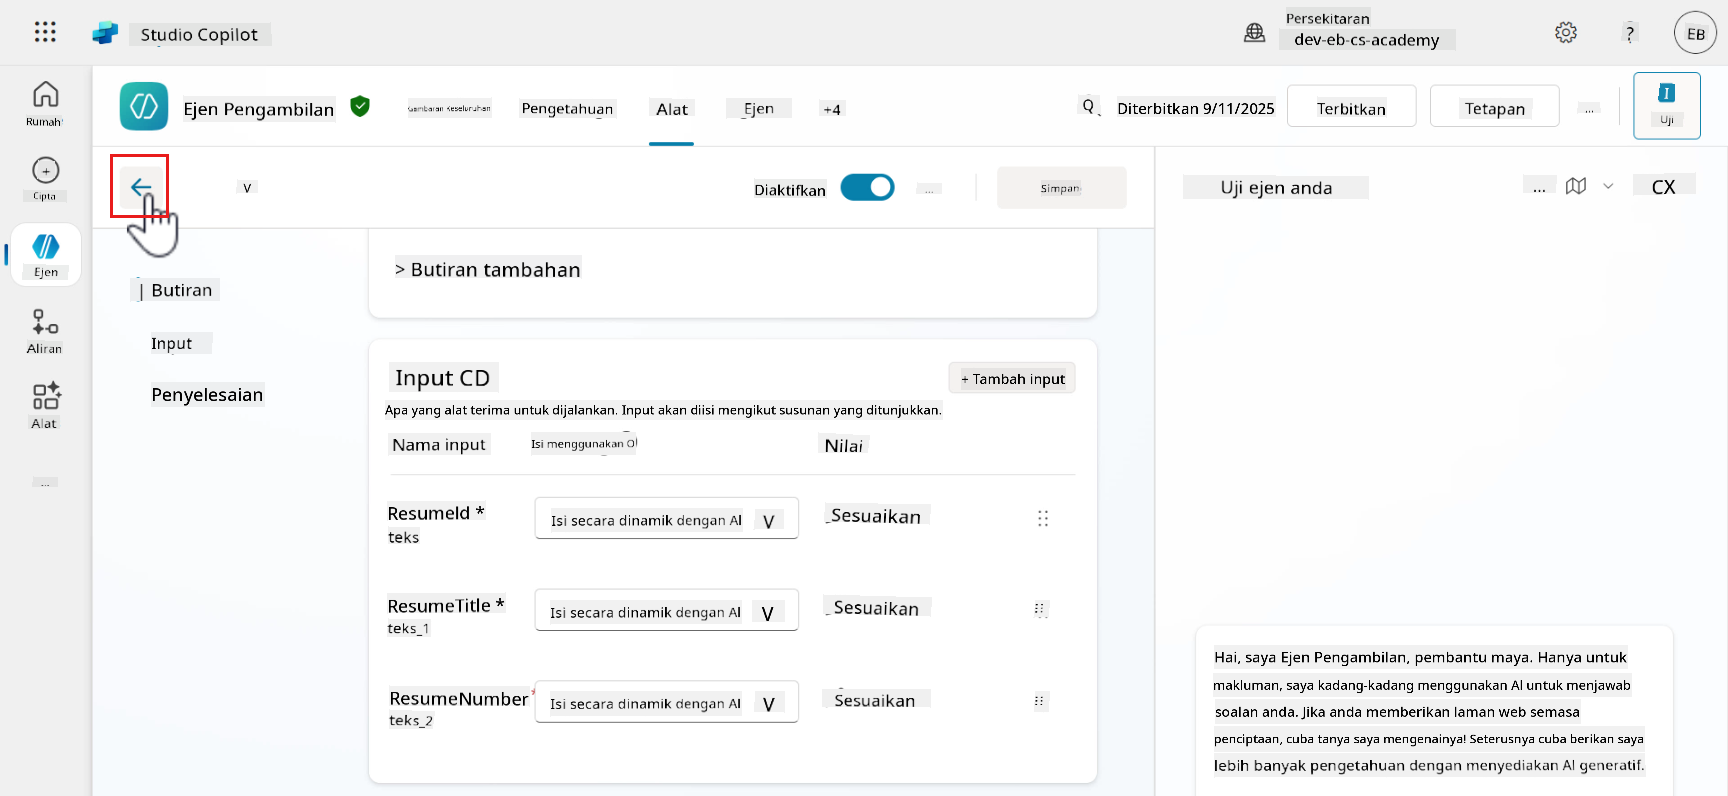 Studio Copilot
Persekitaran
dev-eb-cs-academy
?
EB
Rumah
Cipta
Ejen
Aliran
Alat
...
Ejen Pengambilan
Gambaran Keseluruhan
Pengetahuan
Alat
Ejen
+4
Diterbitkan 9/11/2025
Terbitkan
Tetapan
...
Uji
V
Diaktifkan
...
Simpan
Uji ejen anda
...
CX
| Butiran
Input
Penyelesaian
> Butiran tambahan
Input CD
+ Tambah input
Apa yang alat terima untuk dijalankan. Input akan diisi mengikut susunan yang ditunjukkan.
Nama input
Isi menggunakan
Nilai
ResumeId *
teks
Isi secara dinamik dengan AI
V
Sesuaikan
ResumeTitle *
teks_1
Isi secara dinamik dengan AI
V
Sesuaikan
ResumeNumber *
teks_2
Isi secara dinamik dengan AI
V
Sesuaikan
Hai, saya Ejen Pengambilan, pembantu maya. Hanya untuk
makluman, saya kadang-kadang menggunakan AI untuk menjawab
soalan anda. Jika anda memberikan laman web semasa
penciptaan, cuba tanya saya mengenainya! Seterusnya cuba berikan saya
lebih banyak pengetahuan dengan menyediakan AI generatif.